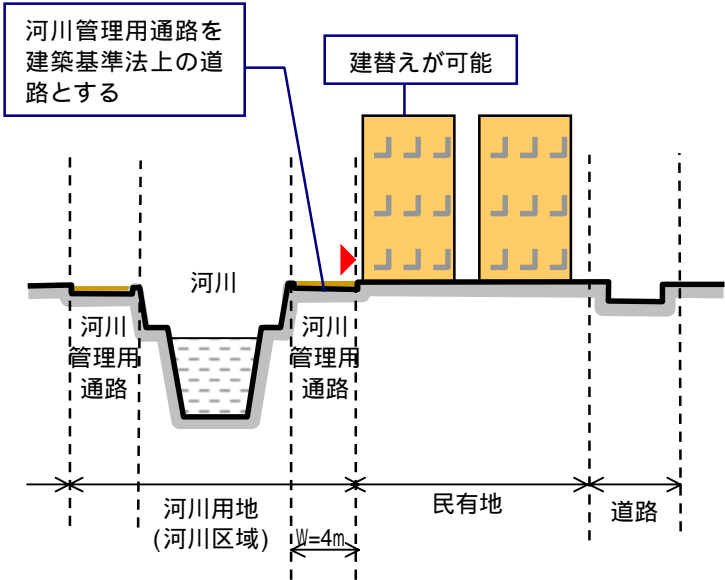 河川管理用通路を
建築基準法上の道
路とする
建替えが可能
河川
河川
管理用
通路
河川
管理用
通路
河川用地
(河川区域)
W=4m
民有地
道路